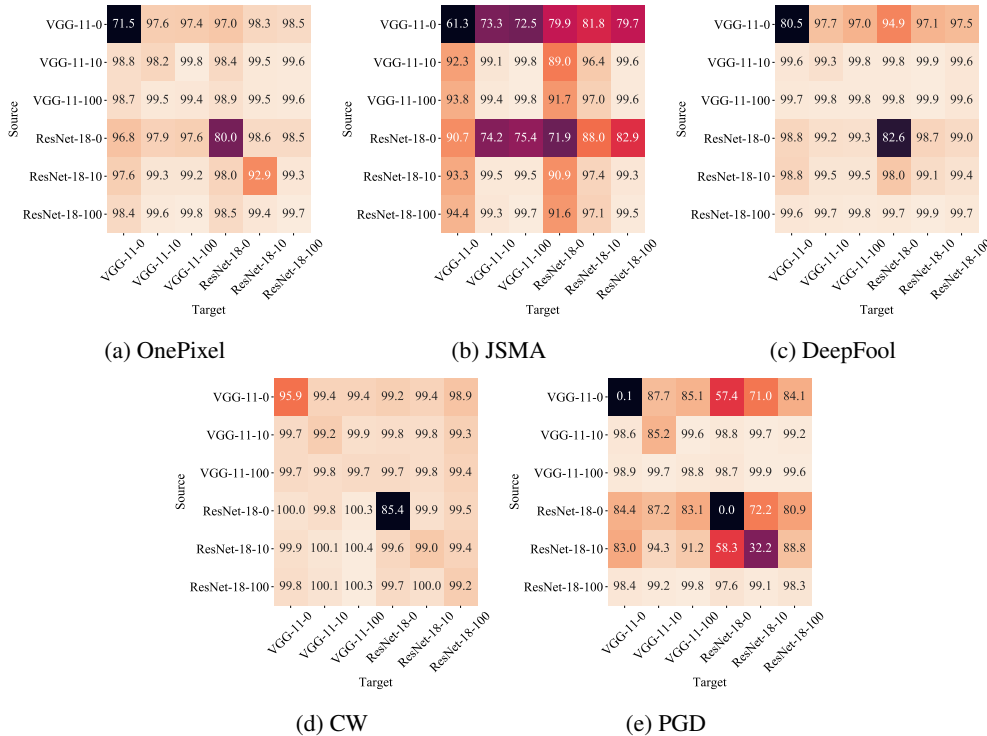 VGG-11-0 71.5 97.6 97.4 97.0 98.3 98.5
VGG-11-10 98.8 98.2 99.8 98.4 99.5 99.6
VGG-11-100 98.7 99.5 99.4 98.9 99.5 99.6
ResNet-18-0 96.8 97.9 97.6 80.0 98.6 98.5
ResNet-18-10 97.6 99.3 99.2 98.0 92.9 99.3
ResNet-18-100 98.4 99.6 99.8 98.5 99.4 99.7
Source
VGG-11-0 VGG-11-10 VGG-11-100 ResNet-18-0 ResNet-18-10 ResNet-18-100
Target
(a) OnePixel
VGG-11-0 61.3 73.3 72.5 79.9 81.8 79.7
VGG-11-10 92.3 99.1 99.8 89.0 96.4 99.6
VGG-11-100 93.8 99.4 99.8 91.7 97.0 99.6
ResNet-18-0 90.7 74.2 75.4 71.9 88.0 82.9
ResNet-18-10 93.3 99.5 99.5 90.9 97.4 99.3
ResNet-18-100 94.4 99.3 99.7 91.6 97.1 99.5
Source
VGG-11-0 VGG-11-10 VGG-11-100 ResNet-18-0 ResNet-18-10 ResNet-18-100
Target
(b) JSMA
VGG-11-0 80.5 97.7 97.0 94.9 97.1 97.5
VGG-11-10 99.6 99.3 99.8 99.8 99.9 99.6
VGG-11-100 99.7 99.8 99.8 99.8 99.9 99.6
ResNet-18-0 98.8 99.2 99.3 82.6 98.7 99.0
ResNet-18-10 98.8 99.5 99.5 98.0 99.1 99.4
ResNet-18-100 99.6 99.7 99.8 99.7 99.9 99.7
Source
VGG-11-0 VGG-11-10 VGG-11-100 ResNet-18-0 ResNet-18-10 ResNet-18-100
Target
(c) DeepFool
VGG-11-0 95.9 99.4 99.4 99.2 99.4 98.9
VGG-11-10 99.7 99.2 99.9 99.8 99.8 99.3
VGG-11-100 99.7 99.8 99.7 99.7 99.8 99.4
ResNet-18-0 100.0 99.8 100.3 85.4 99.9 99.5
ResNet-18-10 99.9 100.1 100.4 99.6 99.0 99.4
ResNet-18-100 99.8 100.1 100.3 99.7 100.0 99.2
Source
VGG-11-0 VGG-11-10 VGG-11-100 ResNet-18-0 ResNet-18-10 ResNet-18-100
Target
(d) CW
VGG-11-0 0.1 87.7 85.1 57.4 71.0 84.1
VGG-11-10 98.6 85.2 99.6 98.8 99.7 99.2
VGG-11-100 98.9 99.7 98.8 98.7 99.9 99.6
ResNet-18-0 84.4 87.2 83.1 0.0 72.2 80.9
ResNet-18-10 83.0 94.3 91.2 58.3 32.2 88.8
ResNet-18-100 98.4 99.2 99.8 97.6 99.1 98.3
Source
VGG-11-0 VGG-11-10 VGG-11-100 ResNet-18-0 ResNet-18-10 ResNet-18-100
Target
(e) PGD